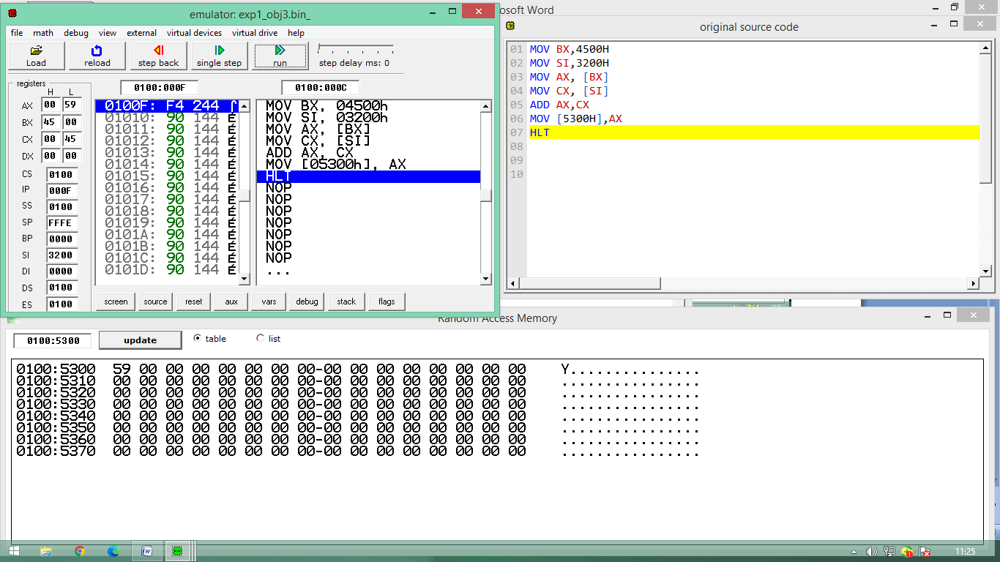 osoft Word
emulator: exp1_obj3.bin_
file math debug view external virtual devices virtual drive help
Load reload step back single step run step delay ms: 0
registers
H L
AX 00 59
BX 45 00
CX 00 45
DX 00 00
CS 0100
IP 000F
SS 0100
SP FFFE
BP 0000
SI 3200
DI 0000
DS 0100
ES 0100
0100:000F
0100F: F4 244
01010: 90 144 É
01011: 90 144 É
01012: 90 144 É
01013: 90 144 É
01014: 90 144 É
01015: 90 144 É
01016: 90 144 É
01017: 90 144 É
01018: 90 144 É
01019: 90 144 É
0101A: 90 144 É
0101B: 90 144 É
0101C: 90 144 É
0101D: 90 144 É
0100:000C
MOV BX, 04500h
MOV SI, 03200h
MOV AX, [BX]
MOV CX, [SI]
ADD AX, CX
MOV [05300h], AX
HLT
NOP
NOP
NOP
NOP
NOP
NOP
NOP
...
screen source reset aux vars debug stack flags
original source code
01 MOV BX,4500H
02 MOV SI,3200H
03 MOV AX, [BX]
04 MOV CX, [SI]
05 ADD AX,CX
06 MOV [5300H],AX
07 HLT
08
09
10
Random Access Memory
0100:5300 update table list
0100:5300 59 00 00 00 00 00 00 00-00 00 00 00 00 00 00 00 Y...............
0100:5310 00 00 00 00 00 00 00 00-00 00 00 00 00 00 00 00 ................
0100:5320 00 00 00 00 00 00 00 00-00 00 00 00 00 00 00 00 ................
0100:5330 00 00 00 00 00 00 00 00-00 00 00 00 00 00 00 00 ................
0100:5340 00 00 00 00 00 00 00 00-00 00 00 00 00 00 00 00 ................
0100:5350 00 00 00 00 00 00 00 00-00 00 00 00 00 00 00 00 ................
0100:5360 00 00 00 00 00 00 00 00-00 00 00 00 00 00 00 00 ................
0100:5370 00 00 00 00 00 00 00 00-00 00 00 00 00 00 00 00 ................
11:25